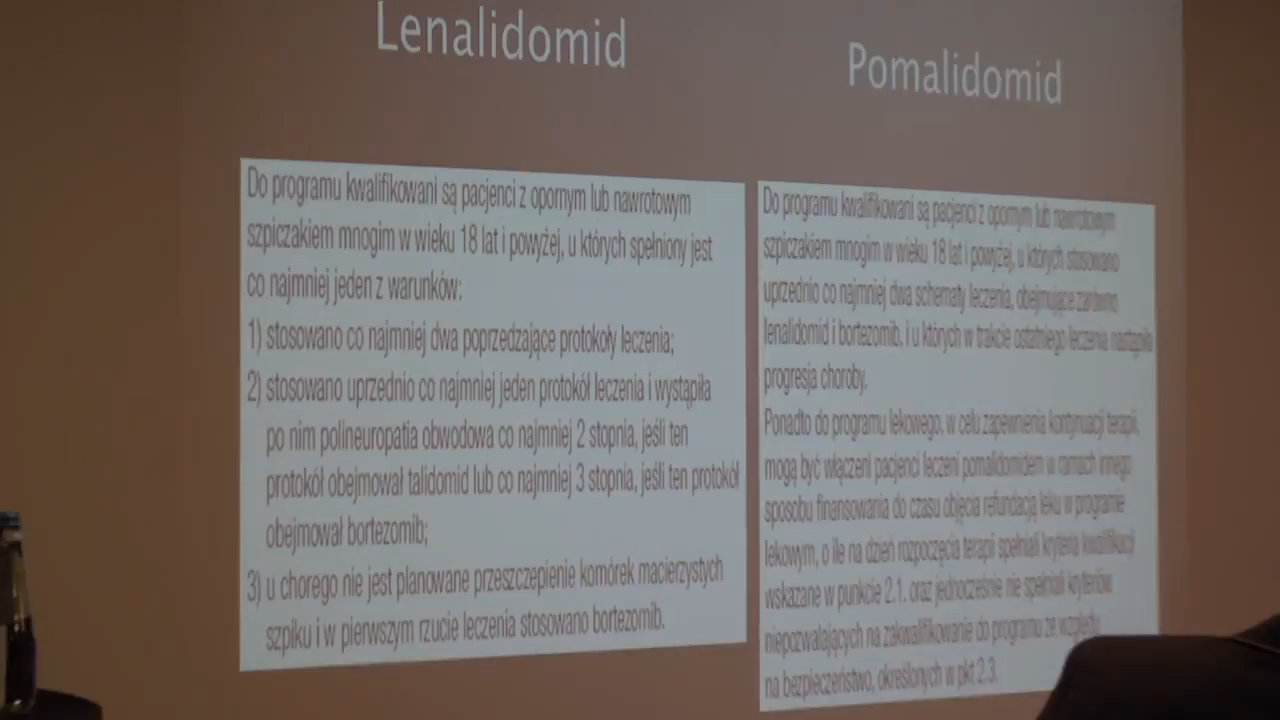 Lenalidomid
Do programu kwalifikowani są pacjenci z opornym lub nawrotowym
szpiczakiem mnogim w wieku 18 lat i powyżej, u których spełniony jest
co najmniej jeden z warunków:
1) stosowano co najmniej dwa poprzedzające protokoły leczenia;
2) stosowano uprzednio co najmniej jeden protokół leczenia i wystąpiła
po nim polineuropatia obwodowa co najmniej 2 stopnia, jeśli ten
protokół obejmował talidomid lub co najmniej 3 stopnia, jeśli ten protokół
obejmował bortezomib;
3) u chorego nie jest planowane przeszczepienie komórek macierzystych
szpiku i w pierwszym rzucie leczenia stosowano bortezomib.
Pomalidomid
Do programu kwalifikowani są pacjenci z opornym lub nawrotowym
szpiczakiem mnogim w wieku 18 lat i powyżej, u których stosowano
uprzednio co najmniej dwa schematy leczenia, obejmujące zarówno
lenalidomid i bortezomib, i u których w trakcie ostatniego leczenia nastąpiła
progresja choroby.
Ponadto do programu lekowego, w celu zapewnienia kontynuacji terapii,
mogą być włączeni pacjenci leczeni pomalidomidem w ramach innego
sposobu finansowania do czasu objęcia refundacją leku w programie
lekowym, o ile na dzień rozpoczęcia terapii spełniali kryteria kwalifikacji
wskazane w punkcie 2.1. oraz jednocześnie nie spełniali kryteriów
niepozwalających na zakwalifikowanie do programu ze względu
na bezpieczeństwo, określonych w pkt 2.3.